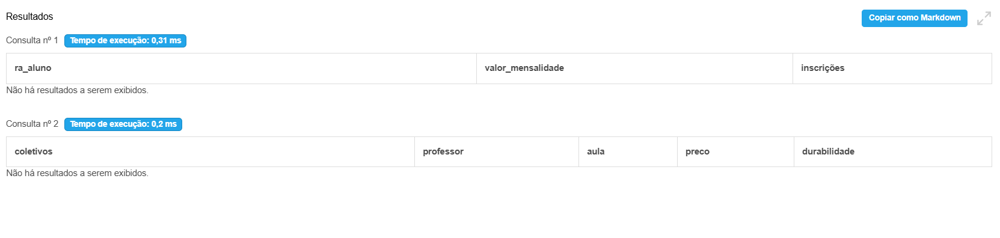 Resultados
Copiar como Markdown
Consulta nº 1 Tempo de execução: 0,31 ms
ra_aluno valor_mensalidade inscrições
Não há resultados a serem exibidos.
Consulta nº 2 Tempo de execução: 0,2 ms
coletivos professor aula preco durabilidade
Não há resultados a serem exibidos.